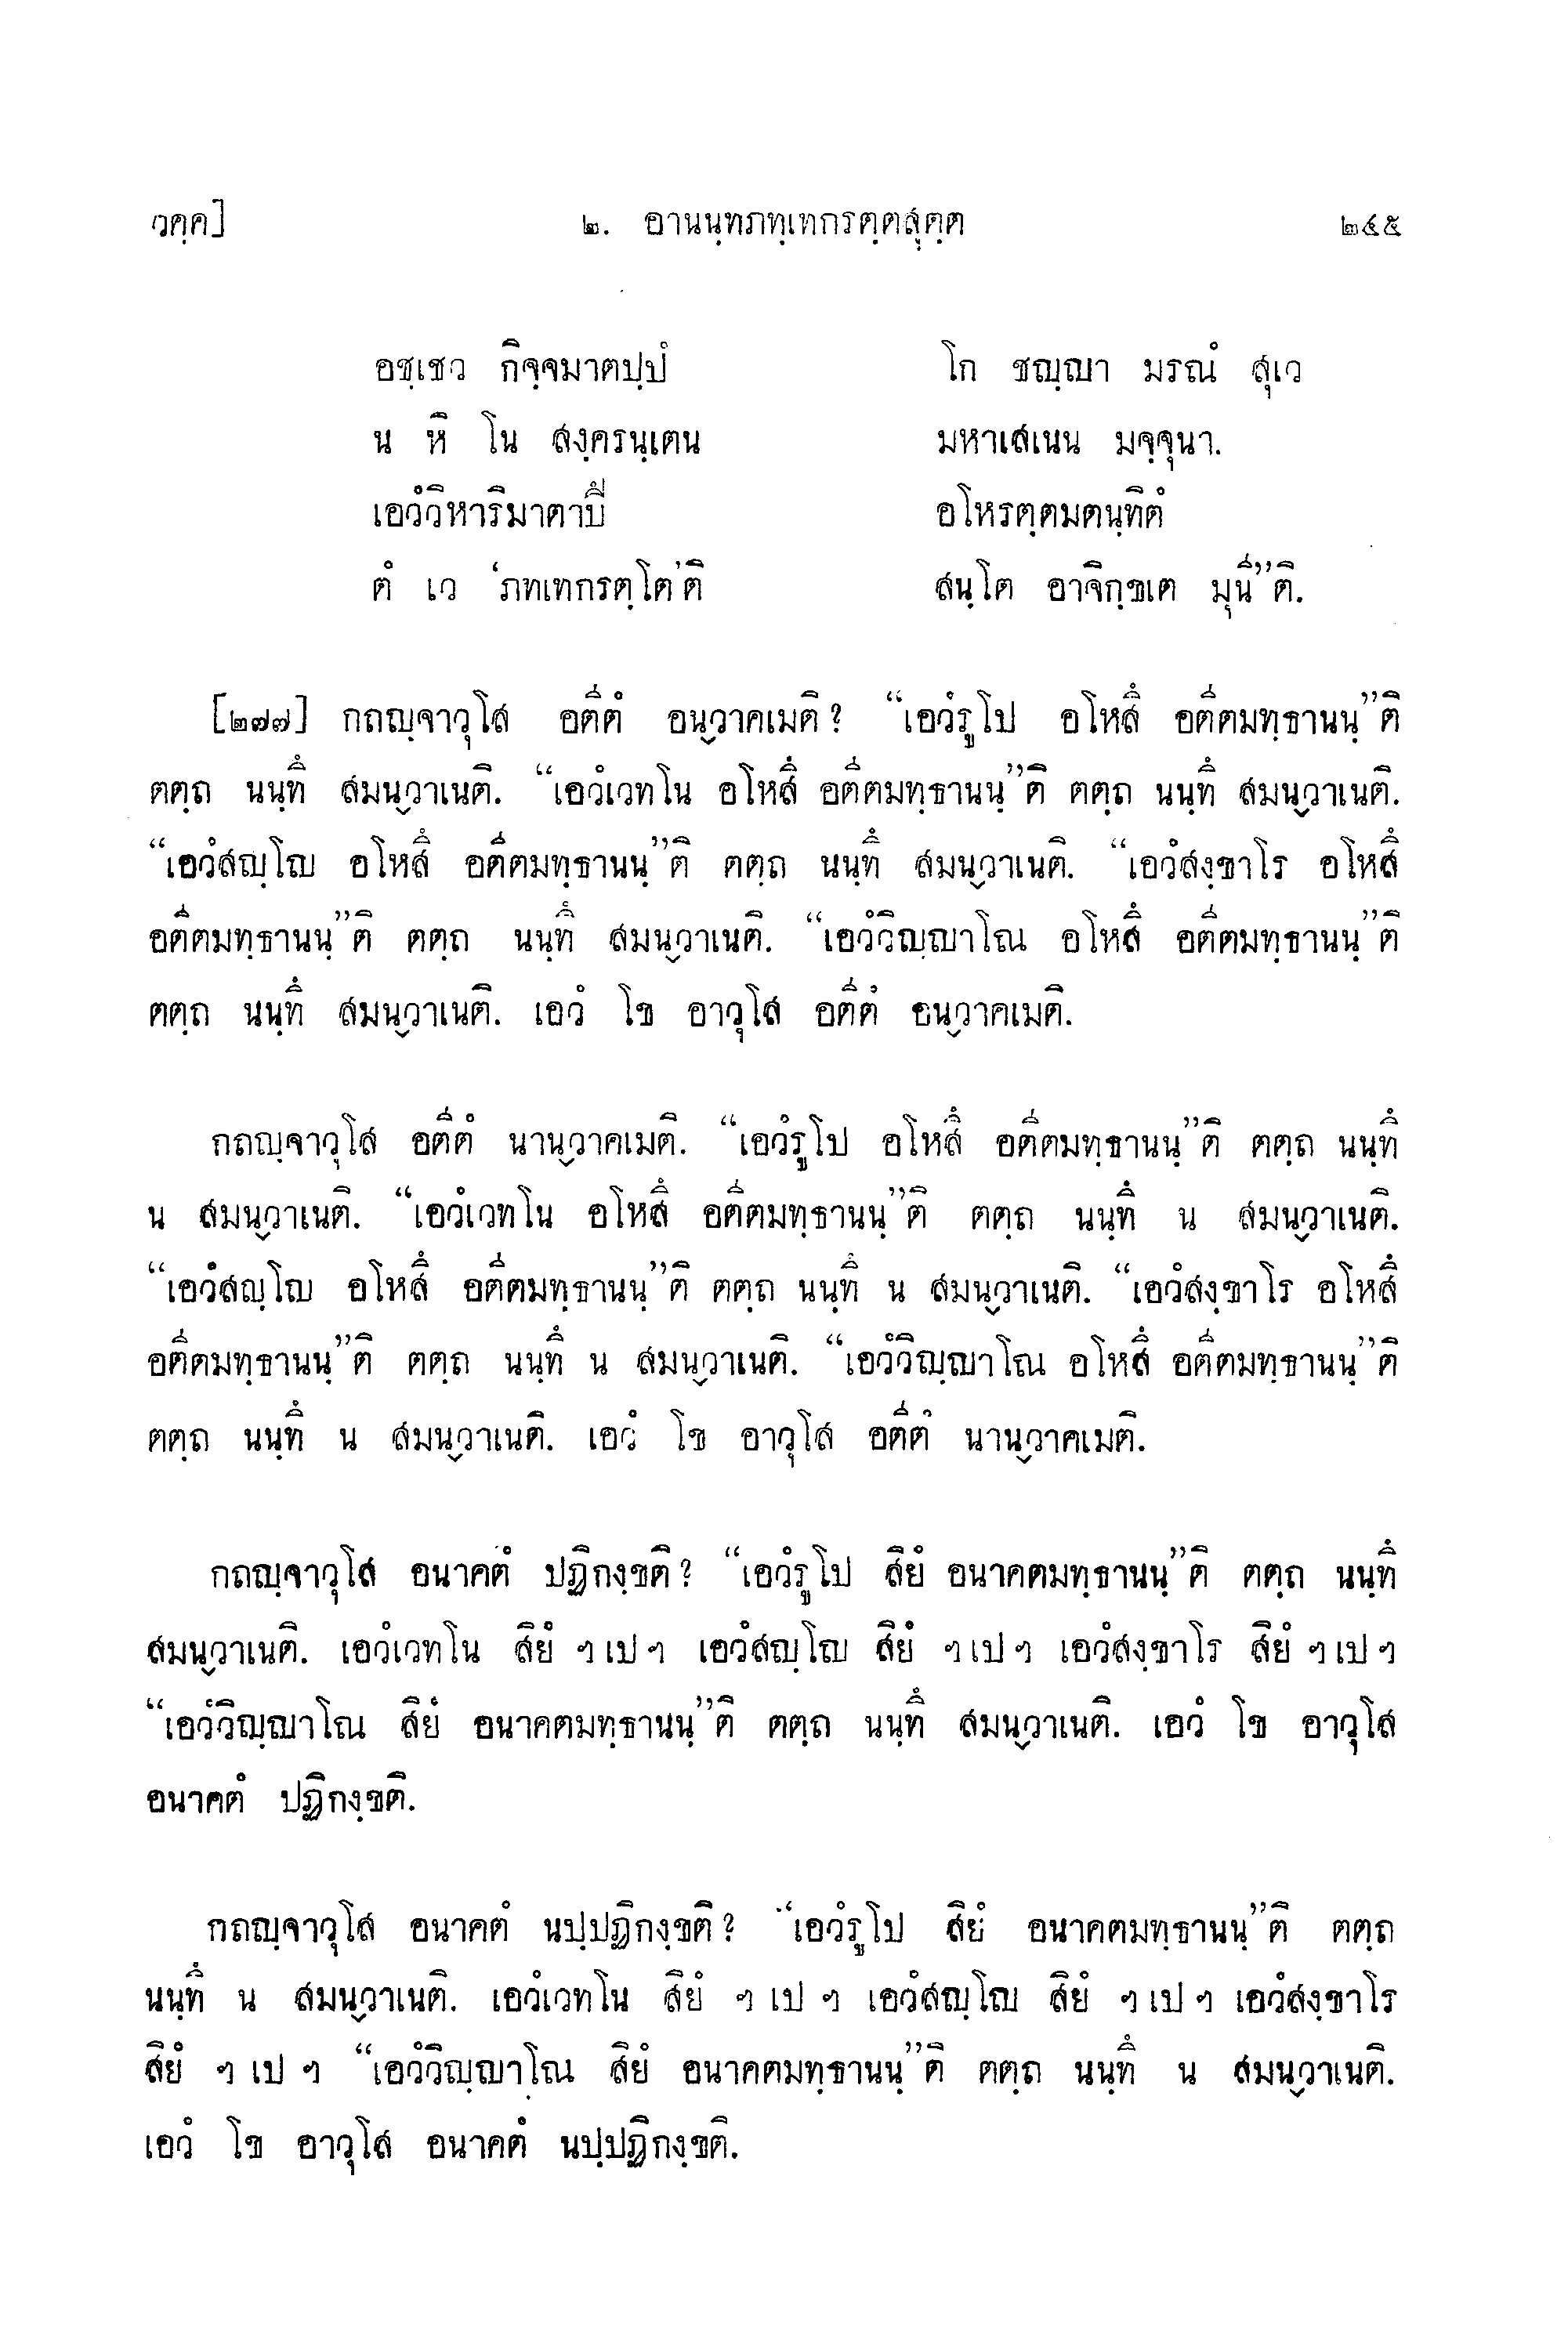 วคฺค] ๒. อานนฺทภทฺเทกรตฺตสุตฺต ๒๔๕
อชฺเชว กิจฺจมาตปฺปํ โก ชญฺญา มรณํ สุเว
น หิ โน สงฺครนฺเตน มหาเสเนน มจฺจุนา.
เอวํวิหาริมาตาปึ อโหรตฺตมตนฺทิตํ
ตํ เว ‘ภทเทกรตฺโต’ติ สนฺโต อาจิกฺขเต มุนี”ติ.
[๒๗๗] กถญฺจาวุโส อตีตํ อนฺวาคเมติ? “เอวํรูโป อโหสึ อตีตมทฺธานนฺ”ติ
ตตฺถ นนฺทึ สมนฺวาเนติ. “เอวํเวทโน อโหสึ อตีตมทฺธานนฺ”ติ ตตฺถ นนฺทึ สมนฺวาเนติ.
“เอวํสญฺโญ อโหสึ อตีตมทฺธานนฺ”ติ ตตฺถ นนฺทึ สมนฺวาเนติ. “เอวํสงฺขาโร อโหสึ
อตีตมทฺธานนฺ”ติ ตตฺถ นนฺทึ สมนฺวาเนติ. “เอวํวิญฺญาโณ อโหสึ อตีตมทฺธานนฺ”ติ
ตตฺถ นนฺทึ สมนฺวาเนติ. เอวํ โข อาวุโส อตีตํ อนฺวาคเมติ.
กถญฺจาวุโส อตีตํ นานฺวาคเมติ. “เอวํรูโป อโหสึ อตีตมทฺธานนฺ”ติ ตตฺถ นนฺทึ
น สมนฺวาเนติ. “เอวํเวทโน อโหสึ อตีตมทฺธานนฺ”ติ ตตฺถ นนฺทึ น สมนฺวาเนติ.
“เอวํสญฺโญ อโหสึ อตีตมทฺธานนฺ”ติ ตตฺถ นนฺทึ น สมนฺวาเนติ. “เอวํสงฺขาโร อโหสึ
อตีตมทฺธานนฺ”ติ ตตฺถ นนฺทึ น สมนฺวาเนติ. “เอวํวิญฺญาโณ อโหสึ อตีตมทฺธานนฺ”ติ
ตตฺถ นนฺทึ น สมนฺวาเนติ. เอวํ โข อาวุโส อตีตํ นานฺวาคเมติ.
กถญฺจาวุโส อนาคตํ ปฏิกงฺขติ? “เอวํรูโป สิยํ อนาคตมทฺธานนฺ”ติ ตตฺถ นนฺทึ
สมนฺวาเนติ. เอวํเวทโน สิยํ ฯ เป ฯ เอวํสญฺโญ สิยํ ฯ เป ฯ เอวํสงฺขาโร สิยํ ฯ เป ฯ
“เอวํวิญฺญาโณ สิยํ อนาคตมทฺธานนฺ”ติ ตตฺถ นนฺทึ สมนฺวาเนติ. เอวํ โข อาวุโส
อนาคตํ ปฏิกงฺขติ.
กถญฺจาวุโส อนาคตํ นปฺปฏิกงฺขติ? “เอวํรูโป สิยํ อนาคตมทฺธานนฺ”ติ ตตฺถ
นนฺทึ น สมนฺวาเนติ. เอวํเวทโน สิยํ ฯ เป ฯ เอวํสญฺโญ สิยํ ฯ เป ฯ เอวํสงฺขาโร
สิยํ ฯ เป ฯ “เอวํวิญฺญาโณ สิยํ อนาคตมทฺธานนฺ”ติ ตตฺถ นนฺทึ น สมนฺวาเนติ.
เอวํ โข อาวุโส อนาคตํ นปฺปฏิกงฺขติ.